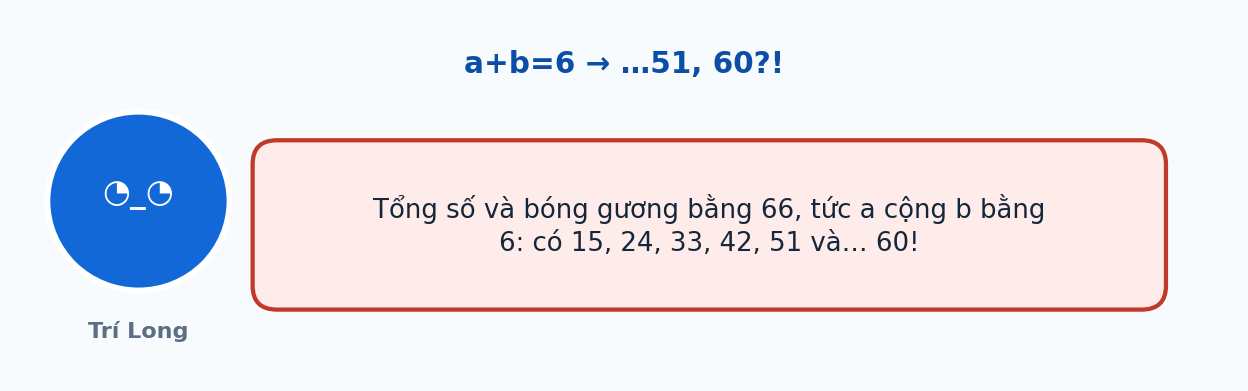 a+b=6 → …51, 60?!
◔_◔
Tổng số và bóng gương bằng 66, tức a cộng b bằng
6: có 15, 24, 33, 42, 51 và… 60!
Trí Long